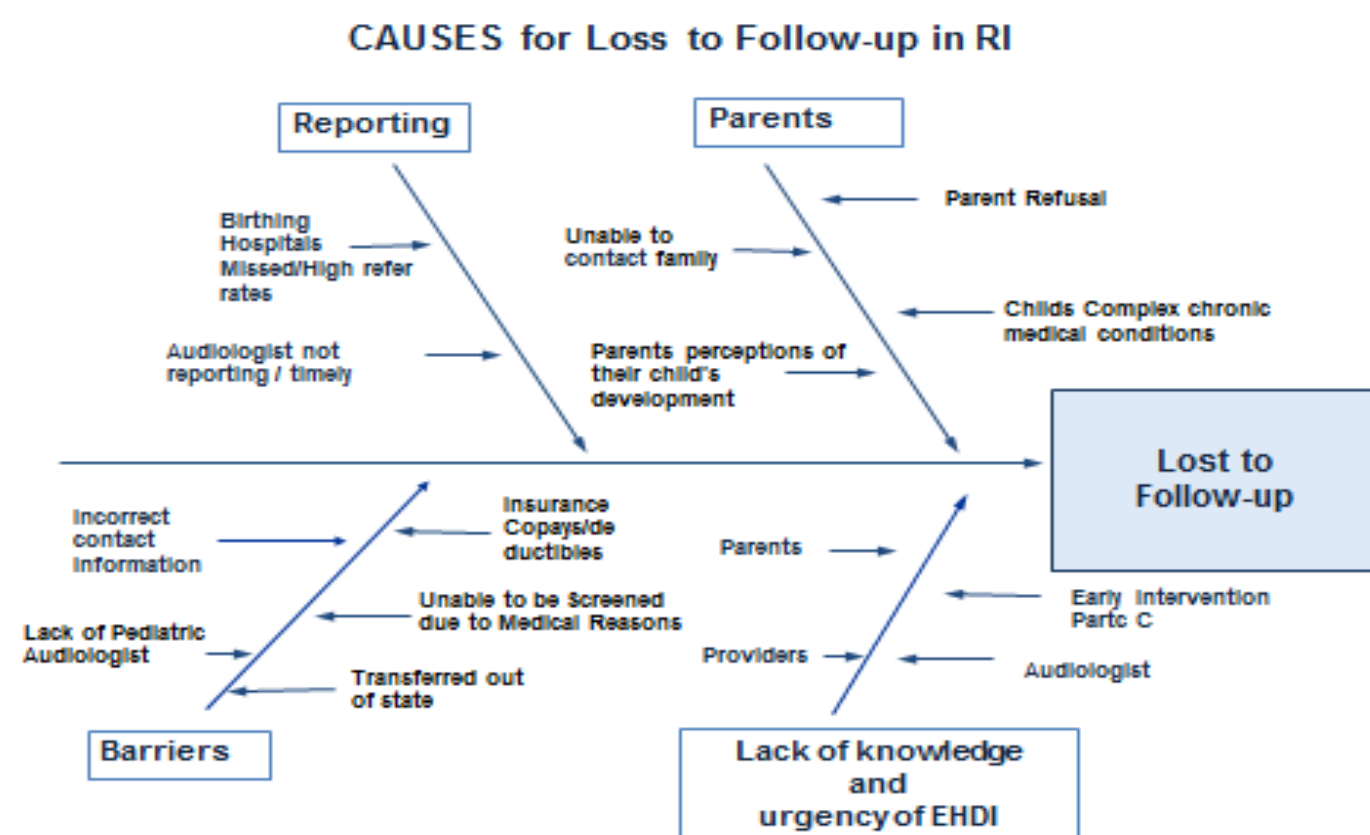 CAUSES for Loss to Follow-up in RI
Reporting
Parents
Birthing
Hospitals
Missed/High refer
rates
Audiologist not
reporting / timely
Unable to
contact family
Parents perceptions of
their child's
development
Parent Refusal
Childs Complex chronic
medical conditions
Lost to
Follow-up
Incorrect
contact
Information
Lack of Pediatric
Audiologist
Insurance
Copays/de
ductibles
Unable to be Screened
due to Medical Reasons
Transferred out
of state
Barriers
Parents
Providers
Early Intervention
Partc C
Audiologist
Lack of knowledge
and
urgency of EHDI